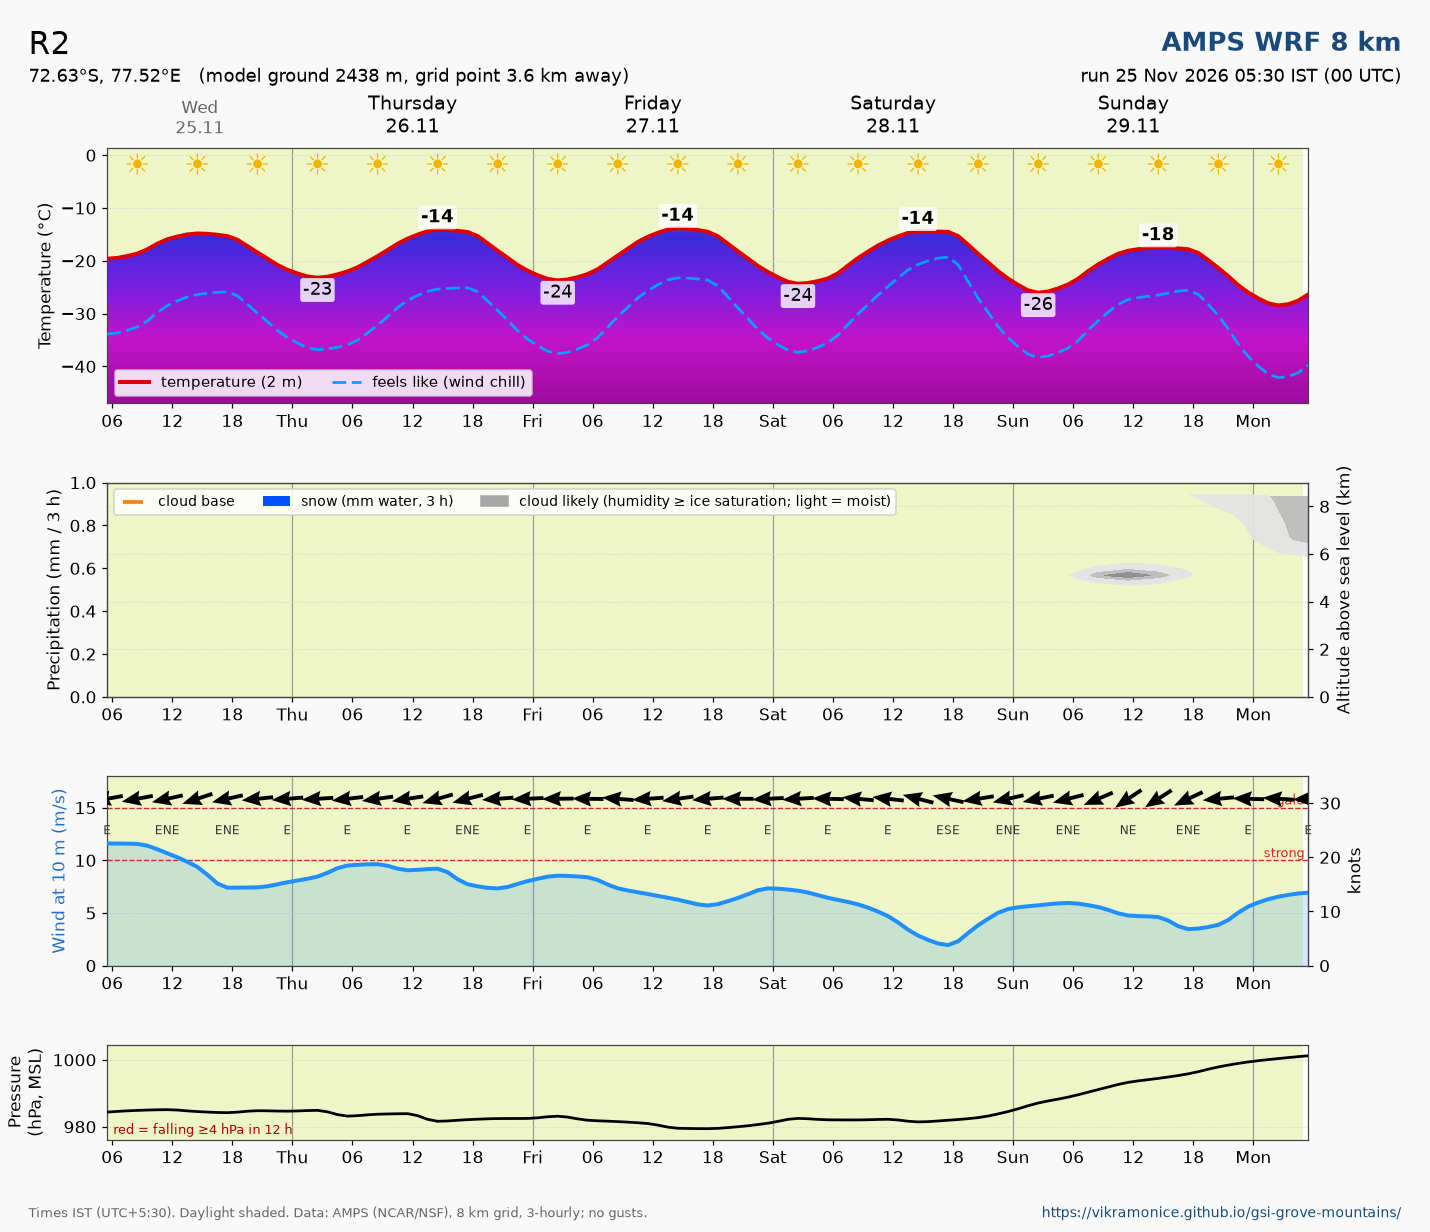 R2
AMPS WRF 8 km
72.63°S, 77.52°E (model ground 2438 m, grid point 3.6 km away)
run 25 Nov 2026 05:30 IST (00 UTC)
Wed Thursday Friday Saturday Sunday
25.11 26.11 27.11 28.11 29.11
Temperature (°C)
0
−10
−20
−30
−40
-14 -14 -14 -18
-23 -24 -24 -26
temperature (2 m) feels like (wind chill)
06 12 18 Thu 06 12 18 Fri 06 12 18 Sat 06 12 18 Sun 06 12 18 Mon
Precipitation (mm / 3 h)
1.0
0.8
0.6
0.4
0.2
0.0
cloud base snow (mm water, 3 h) cloud likely (humidity ≥ ice saturation; light = moist)
8
6
4
2
0
Altitude above sea level (km)
06 12 18 Thu 06 12 18 Fri 06 12 18 Sat 06 12 18 Sun 06 12 18 Mon
Wind at 10 m (m/s)
15
10
5
0
gale
E ENE ENE E E E ENE E E E E E E E ESE ENE ENE NE ENE E E
strong
30
20
10
0
knots
06 12 18 Thu 06 12 18 Fri 06 12 18 Sat 06 12 18 Sun 06 12 18 Mon
Pressure
(hPa, MSL)
1000
980
red = falling ≥4 hPa in 12 h
06 12 18 Thu 06 12 18 Fri 06 12 18 Sat 06 12 18 Sun 06 12 18 Mon
Times IST (UTC+5:30). Daylight shaded. Data: AMPS (NCAR/NSF), 8 km grid, 3-hourly; no gusts.
https://vikramonice.github.io/gsi-grove-mountains/